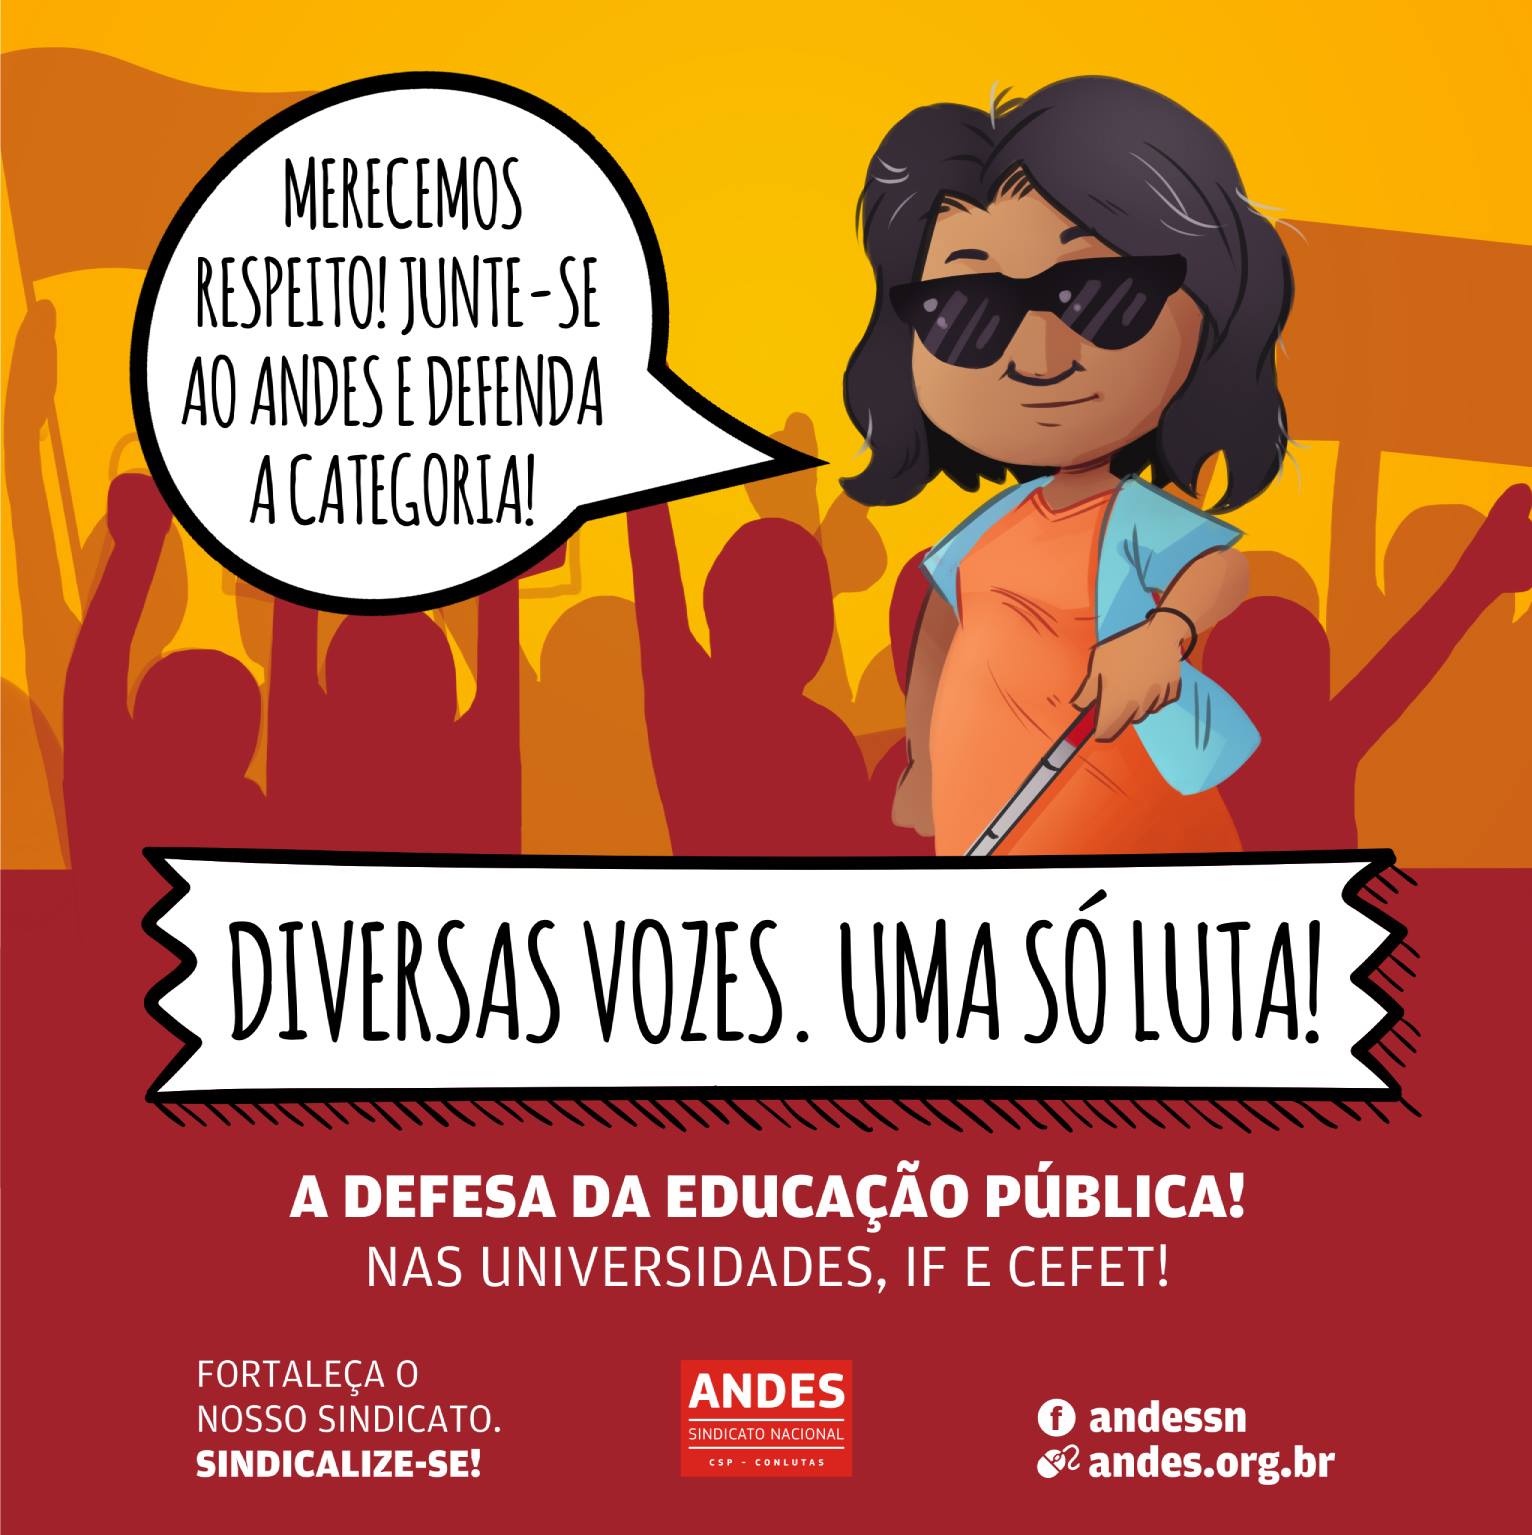 MERECEMOS
RESPEITO! JUNTE-SE
AO ANDES E DEFENDA
A CATEGORIA!
DIVERSAS VOZES. UMA SÓ LUTA!
A DEFESA DA EDUCAÇÃO PÚBLICA!
NAS UNIVERSIDADES, IF E CEFET!
FORTALEÇA O
NOSSO SINDICATO.
SINDICALIZE-SE!
ANDES
SINDICATO NACIONAL
CSP - CONLUTAS
f andessn
andes.org.br